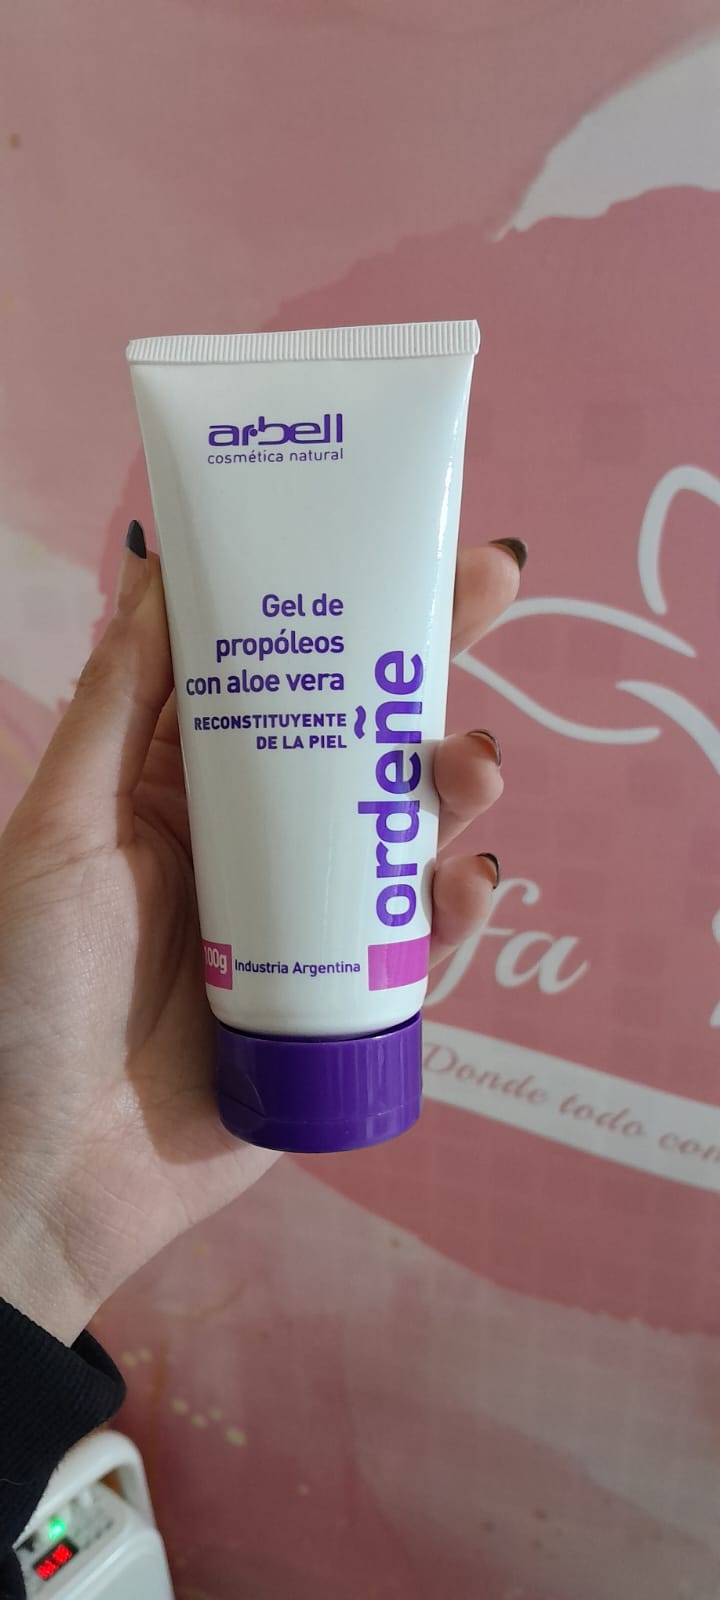 arbell
cosmética natural
Gel de
propóleos
con aloe vera
RECONSTITUYENTE
DE LA PIEL
ordeñe
100g
Industria Argentina
fa
Donde todo com